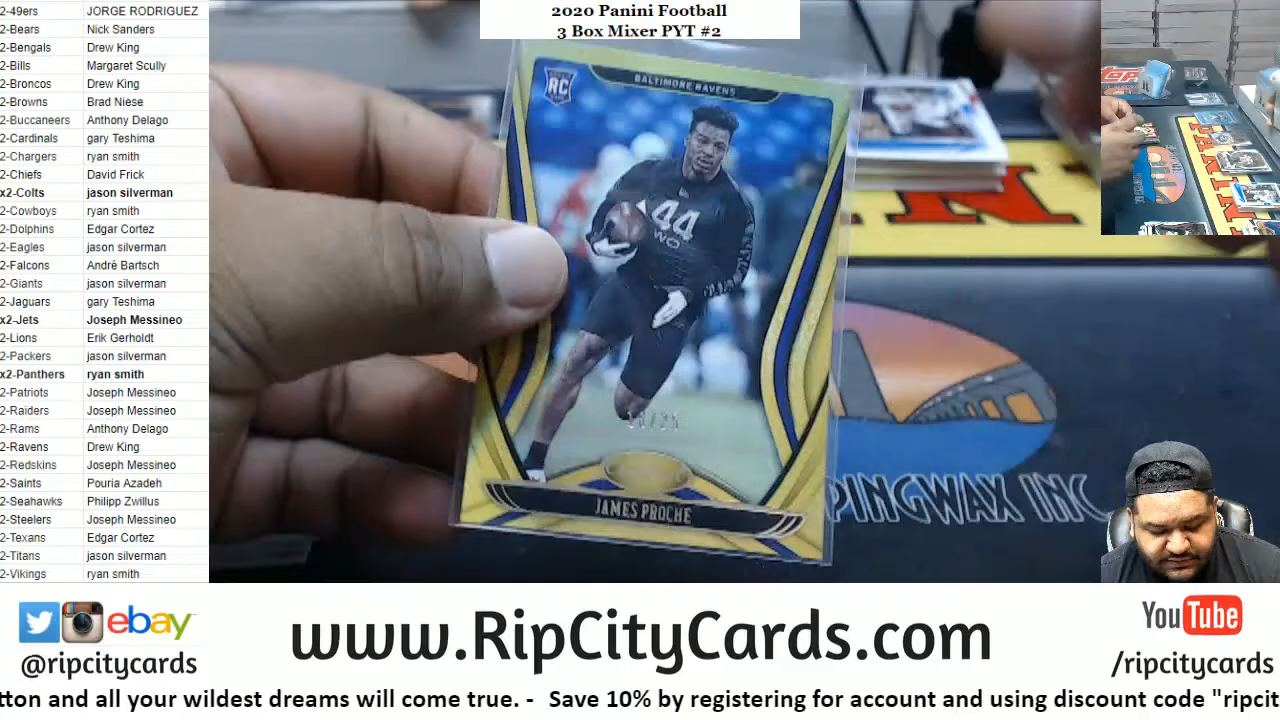 2020 Panini Football
3 Box Mixer PYT #2
2-49ers JORGE RODRIGUEZ
2-Bears Nick Sanders
2-Bengals Drew King
2-Bills Margaret Scully
2-Broncos Drew King
2-Browns Brad Niese
2-Buccaneers Anthony Delago
2-Cardinals gary Teshima
2-Chargers ryan smith
2-Chiefs David Frick
x2-Colts jason silverman
2-Cowboys ryan smith
2-Dolphins Edgar Cortez
2-Eagles jason silverman
2-Falcons Andrè Bartsch
2-Giants jason silverman
2-Jaguars gary Teshima
x2-Jets Joseph Messineo
2-Lions Erik Gerholdt
2-Packers jason silverman
x2-Panthers ryan smith
2-Patriots Joseph Messineo
2-Raiders Joseph Messineo
2-Rams Anthony Delago
2-Ravens Drew King
2-Redskins Joseph Messineo
2-Saints Pouria Azadeh
2-Seahawks Philipp Zwillus
2-Steelers Joseph Messineo
2-Texans Edgar Cortez
2-Titans jason silverman
2-Vikings ryan smith
RC
BALTIMORE RAVENS
44
WO
JAMES PROCHE
PINGWAX INC
ebay
@ripcitycards
www.RipCityCards.com
YouTube
/ripcitycards
tton and all your wildest dreams will come true. - Save 10% by registering for account and using discount code "ripcit